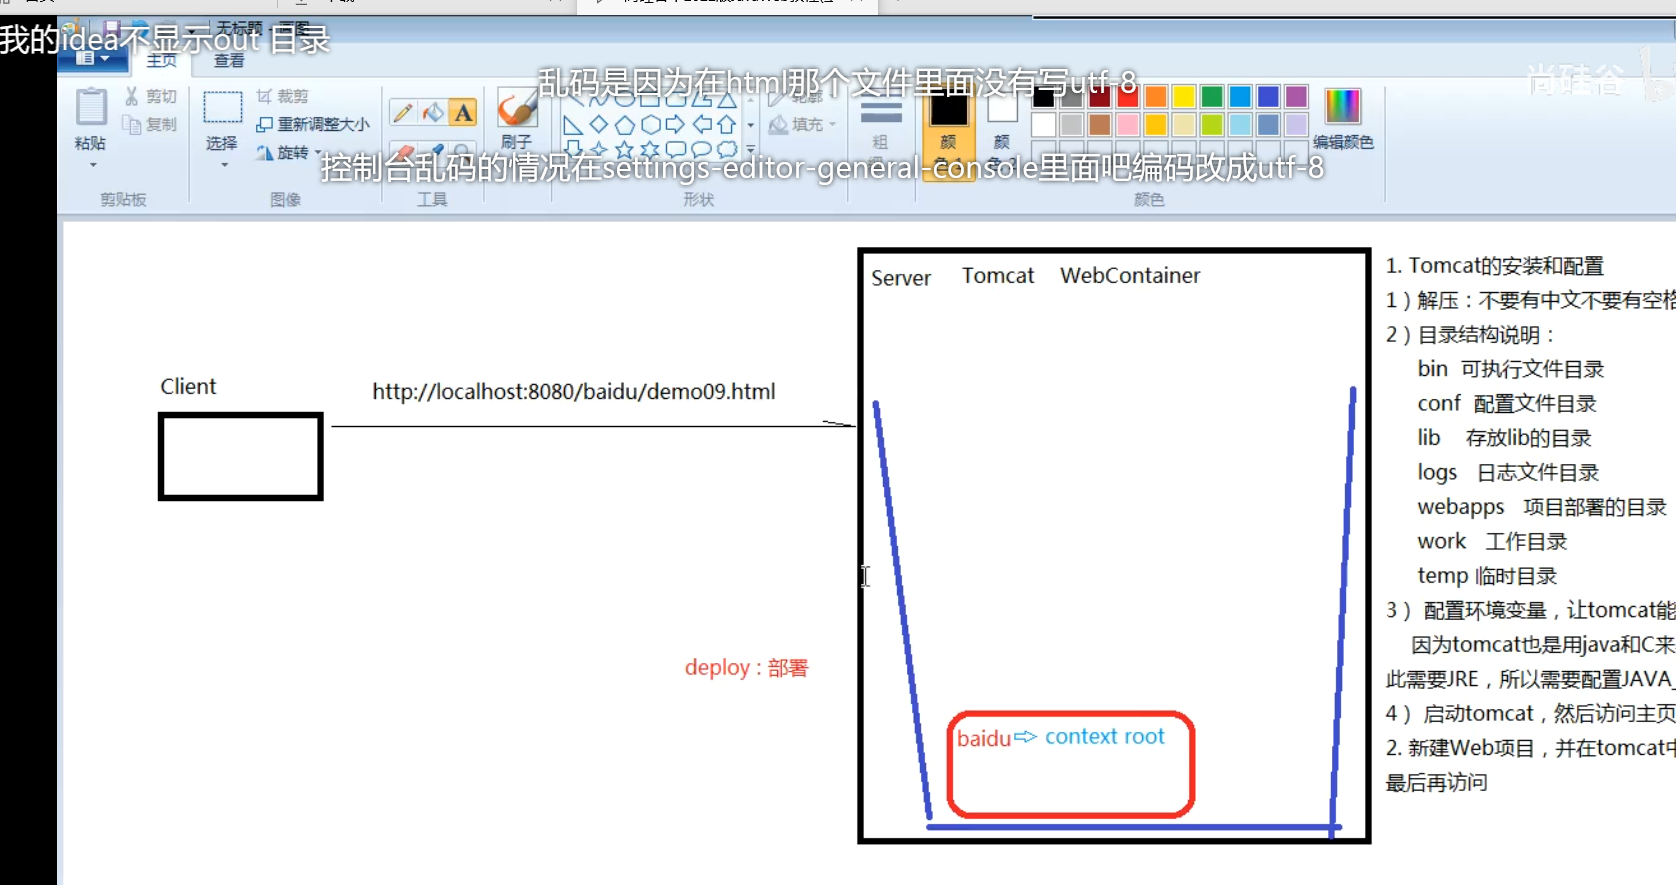 我的idea不显示out 目录
主页
查看
乱码是因为在html那个文件里面没有写utf-8
尚硅谷
剪切
复制
粘贴
剪贴板
裁剪
重新调整大小
旋转
选择
图像
A
工具
刷子
轮廓
填充
形状
粗
颜
颜
编辑颜色
颜色
控制台乱码的情况在settings-editor-general-console里面吧编码改成utf-8
Client
http://localhost:8080/baidu/demo09.html
Server Tomcat WebContainer
deploy : 部署
baidu⇨ context root
1. Tomcat的安装和配置
1 ) 解压 : 不要有中文不要有空格
2 ) 目录结构说明 :
bin 可执行文件目录
conf 配置文件目录
lib 存放lib的目录
logs 日志文件目录
webapps 项目部署的目录
work 工作目录
temp 临时目录
3 ) 配置环境变量，让tomcat能
因为tomcat也是用java和C来
此需要JRE，所以需要配置JAVA_
4 ) 启动tomcat，然后访问主页
2. 新建Web项目，并在tomcat中
最后再访问